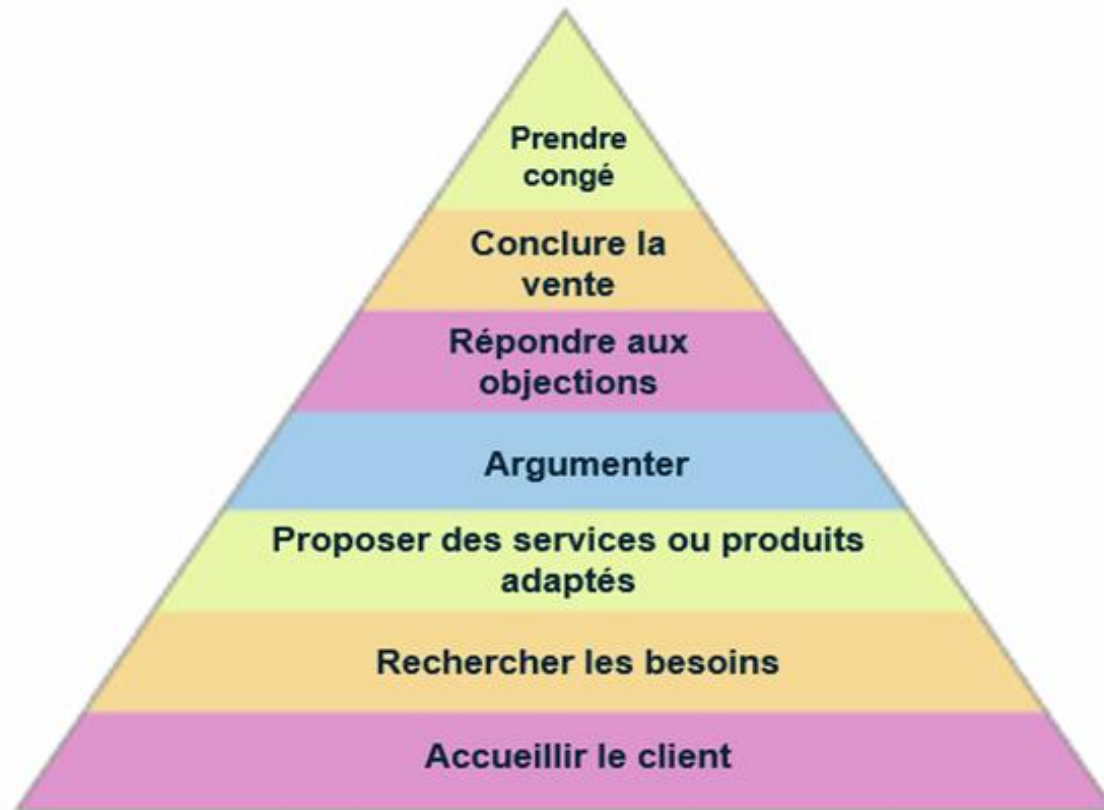 Prendre
congé
Conclure la
vente
Répondre aux
objections
Argumenter
Proposer des services ou produits
adaptés
Rechercher les besoins
Accueillir le client